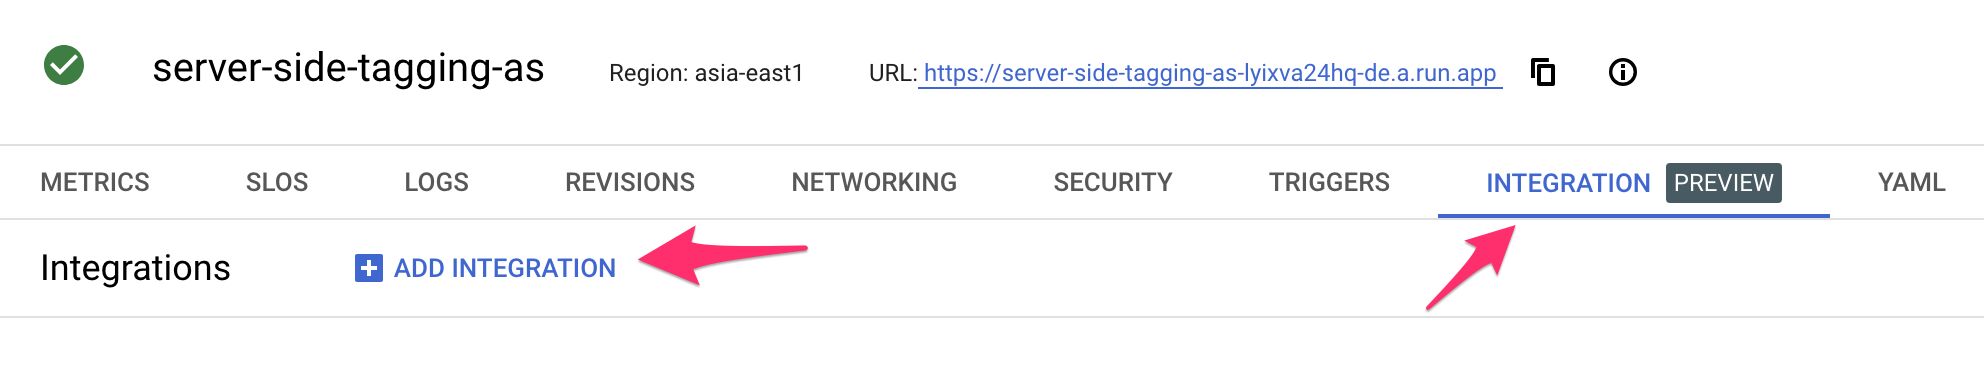 server-side-tagging-as Region: asia-east1 URL: https://server-side-tagging-as-lyixva24hq-de.a.run.app
METRICS SLOS LOGS REVISIONS NETWORKING SECURITY TRIGGERS INTEGRATION PREVIEW YAML
Integrations ADD INTEGRATION